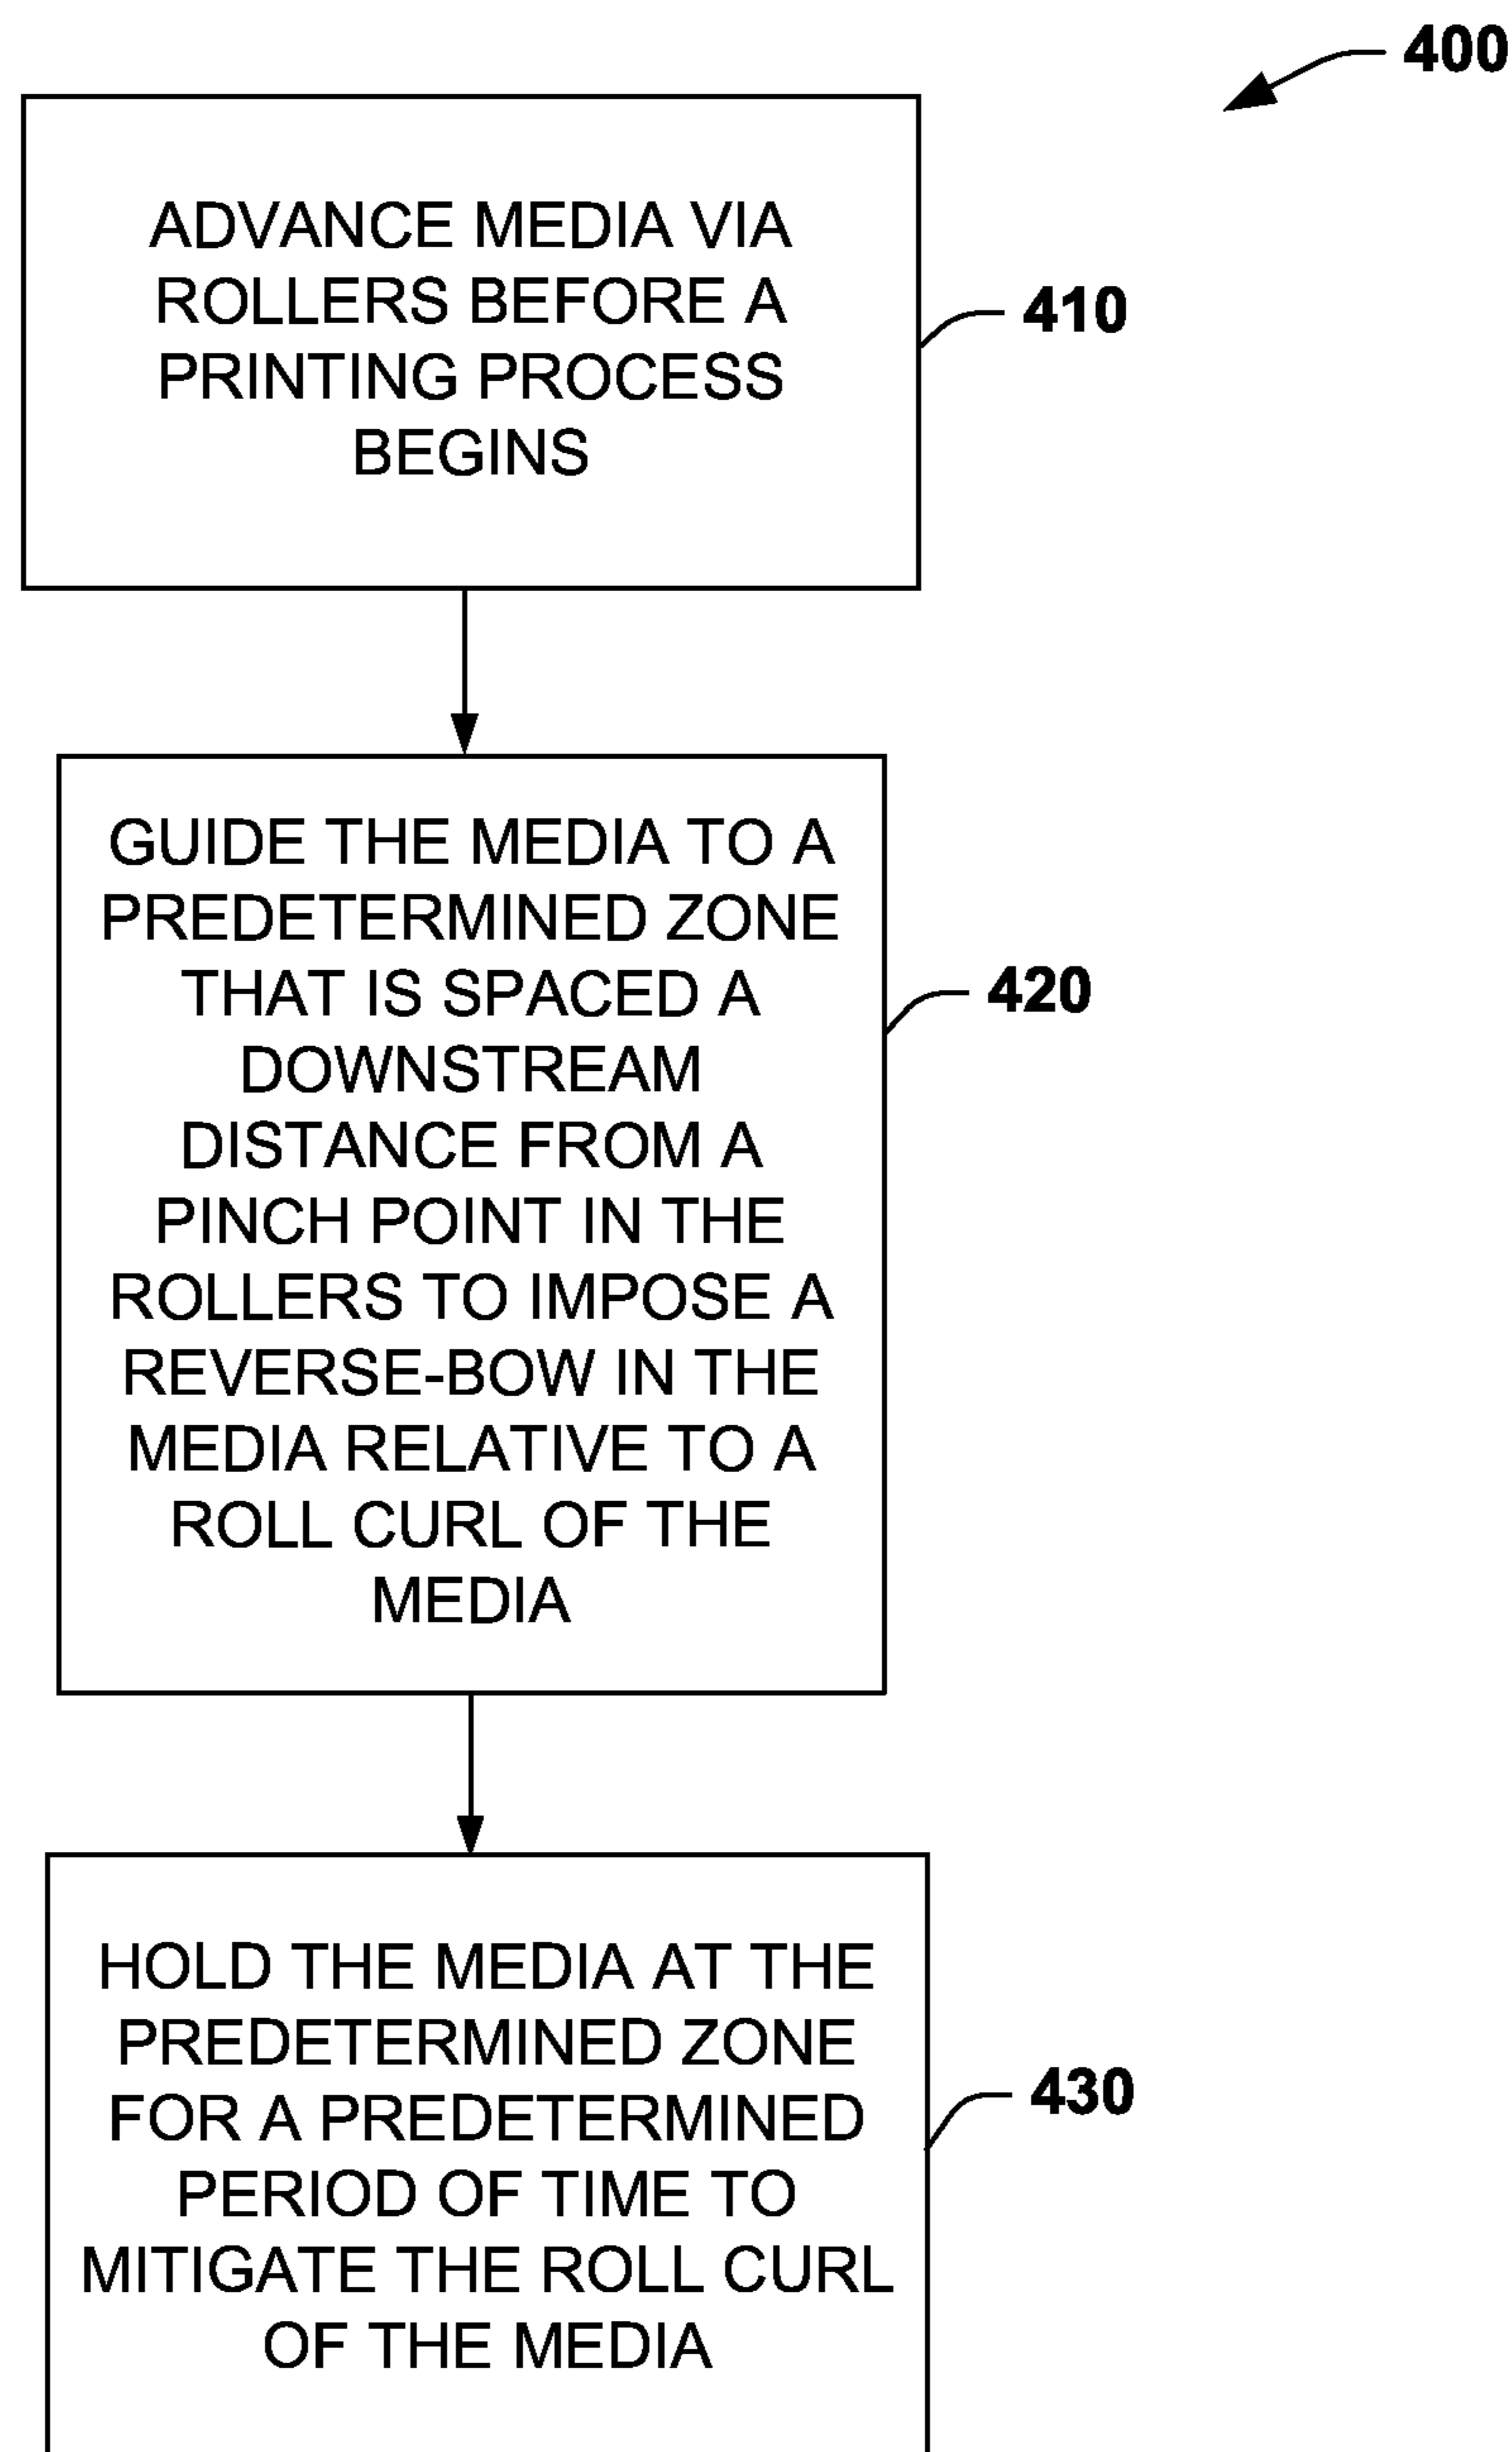 400
ADVANCE MEDIA VIA
ROLLERS BEFORE A
PRINTING PROCESS
BEGINS
410
GUIDE THE MEDIA TO A
PREDETERMINED ZONE
THAT IS SPACED A
DOWNSTREAM
DISTANCE FROM A
PINCH POINT IN THE
ROLLERS TO IMPOSE A
REVERSE-BOW IN THE
MEDIA RELATIVE TO A
ROLL CURL OF THE
MEDIA
420
HOLD THE MEDIA AT THE
PREDETERMINED ZONE
FOR A PREDETERMINED
PERIOD OF TIME TO
MITIGATE THE ROLL CURL
OF THE MEDIA
430